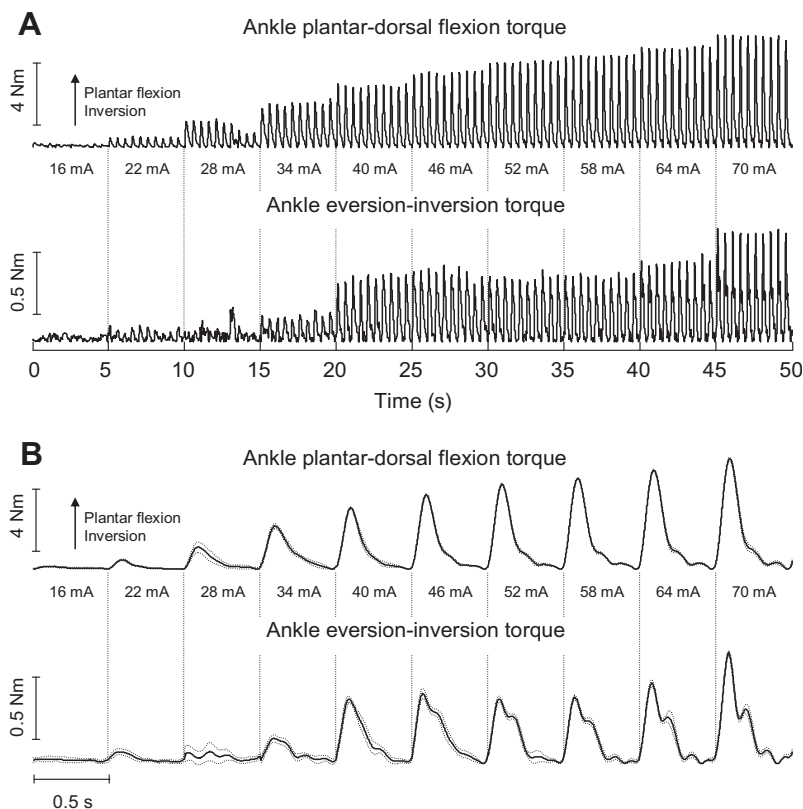 A
Ankle plantar-dorsal flexion torque
4 Nm
Plantar flexion
Inversion
16 mA 22 mA 28 mA 34 mA 40 mA 46 mA 52 mA 58 mA 64 mA 70 mA
Ankle eversion-inversion torque
0.5 Nm
0 5 10 15 20 25 30 35 40 45 50
Time (s)
B
Ankle plantar-dorsal flexion torque
4 Nm
Plantar flexion
Inversion
16 mA 22 mA 28 mA 34 mA 40 mA 46 mA 52 mA 58 mA 64 mA 70 mA
Ankle eversion-inversion torque
0.5 Nm
0.5 s